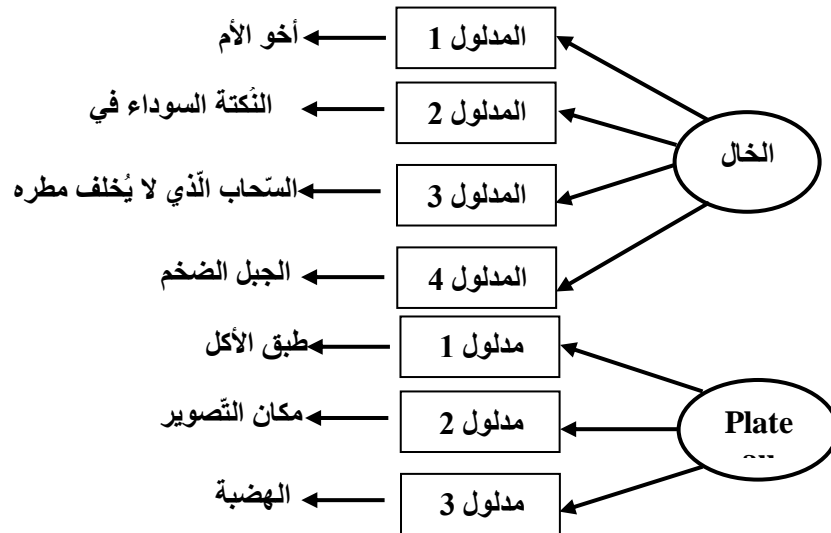 الخال
المدلول 1
أخو الأم
المدلول 2
النُكتة السوداء في
المدلول 3
السّحاب الّذي لا يُخلف مطره
المدلول 4
الجبل الضخم
Plate
مدلول 1
طبق الأكل
مدلول 2
مكان التّصوير
مدلول 3
الهضبة